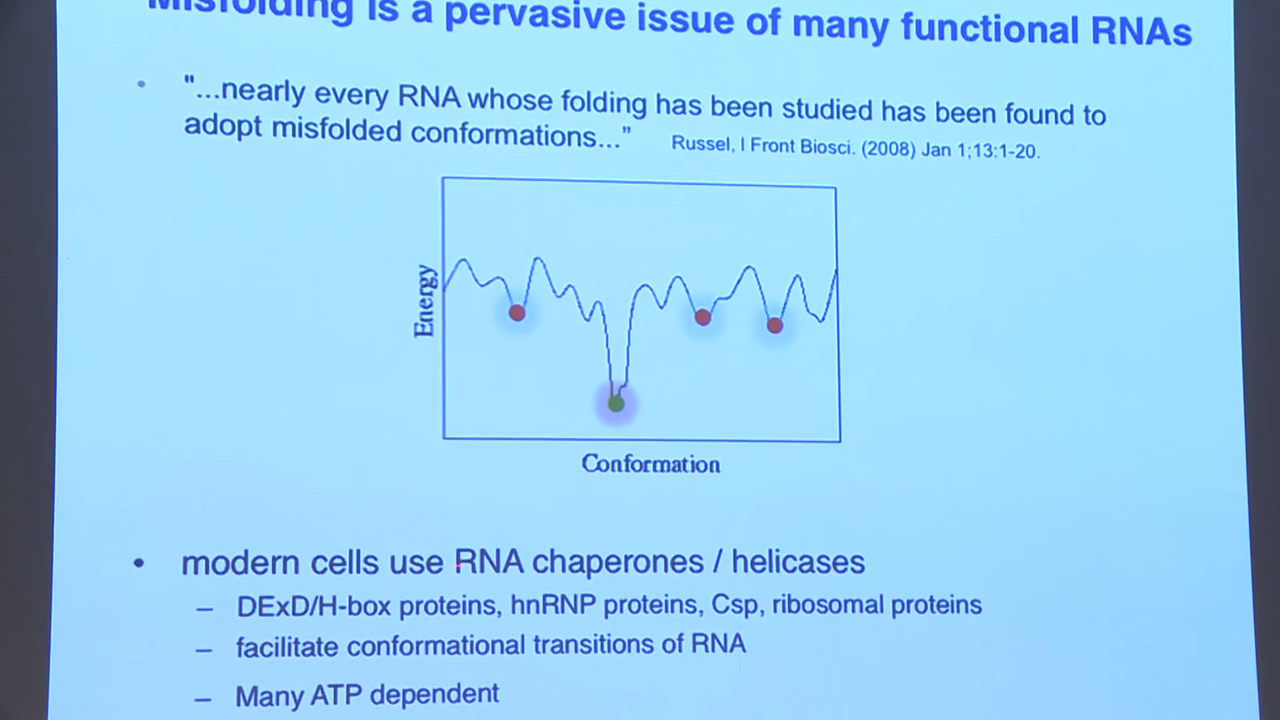 Misfolding is a pervasive issue of many functional RNAs
• "...nearly every RNA whose folding has been studied has been found to
adopt misfolded conformations..." Russel, I Front Biosci. (2008) Jan 1;13:1-20.
Energy
Conformation
• modern cells use RNA chaperones / helicases
– DExD/H-box proteins, hnRNP proteins, Csp, ribosomal proteins
– facilitate conformational transitions of RNA
– Many ATP dependent